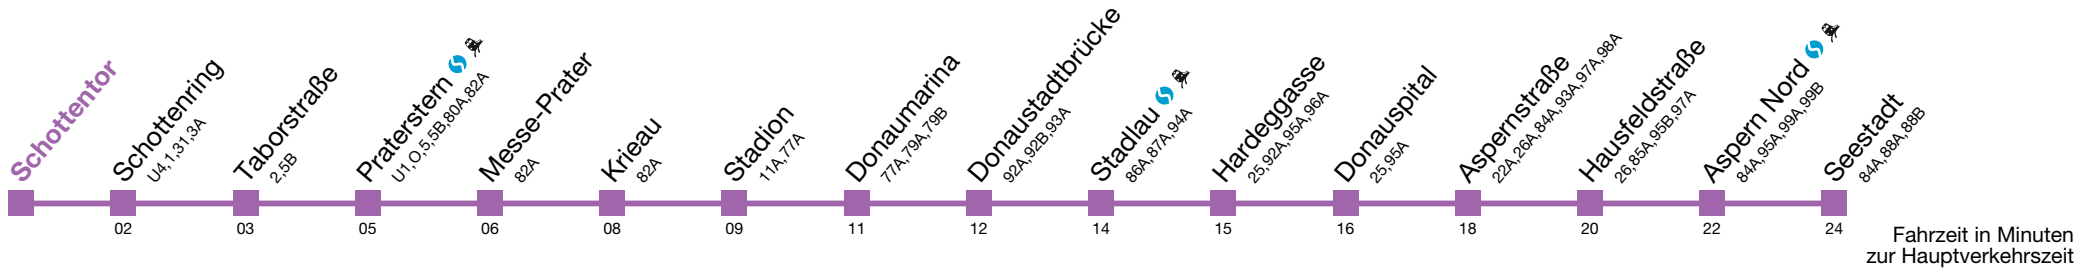 Schottentor
Schottenring
U4,1,31,3A
02
Taborstraße
2,5B
03
Praterstern
U1,O,5,5B,80A,82A
05
Messe-Prater
82A
06
Krieau
82A
08
Stadion
11A,77A
09
Donaumarina
77A,79A,79B
11
Donaustadtbrücke
92A,92B,93A
12
Stadlau
86A,87A,94A
14
Hardeggasse
25,92A,95A,96A
15
Donauspital
25,95A
16
Aspernstraße
22A,26A,84A,93A,97A,98A
18
Hausfeldstraße
26,85A,95B,97A
20
Aspern Nord
84A,95A,99A,99B
22
Seestadt
84A,88A,88B
24
Fahrzeit in Minuten
zur Hauptverkehrszeit